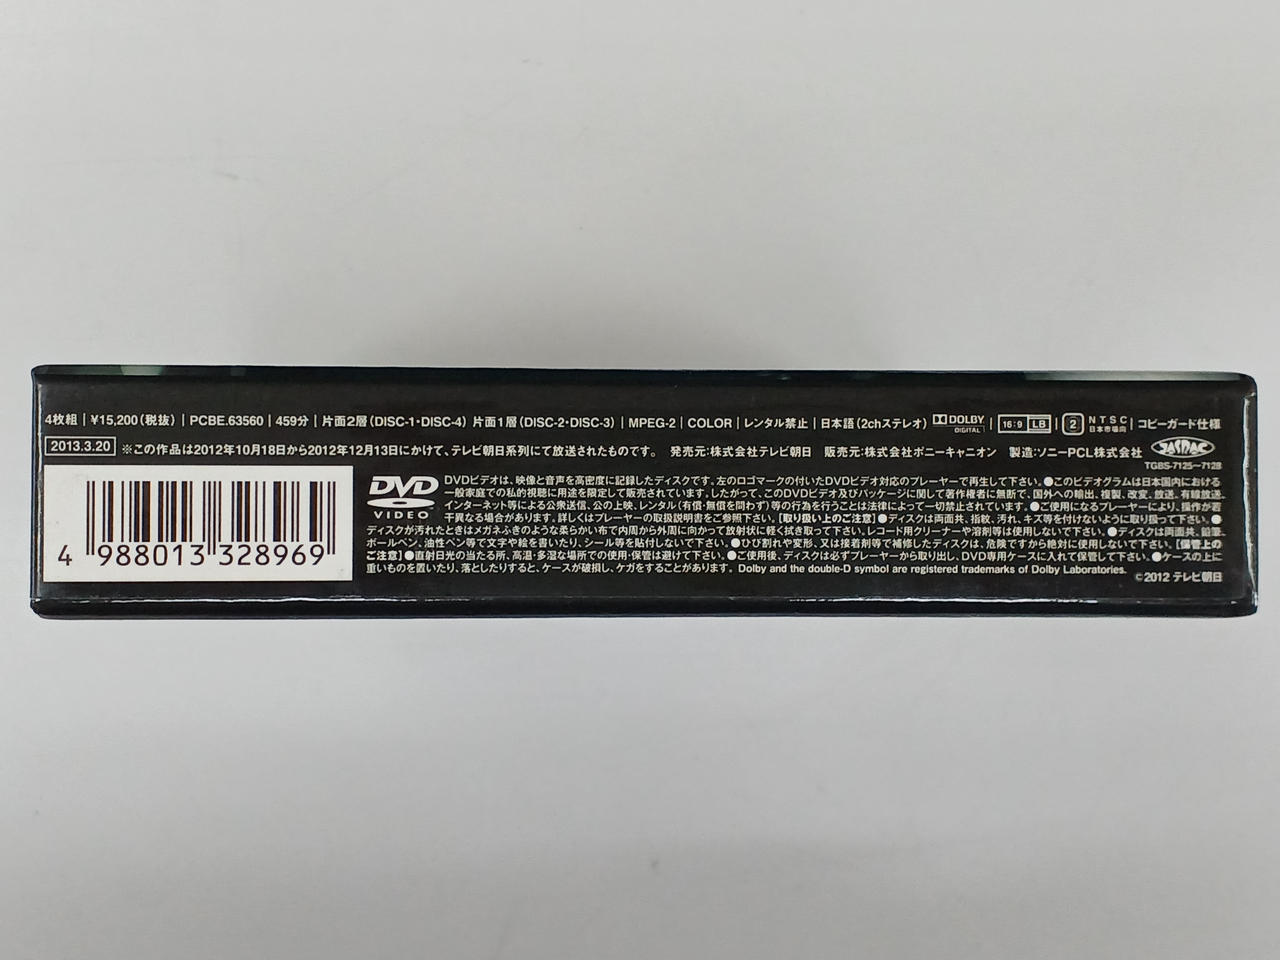 4枚組 | ¥15,200(税抜) | PCBE.63560 | 459分 | 片面2層(DISC-1・DISC-4) 片面1層(DISC-2・DISC-3) | MPEG-2 | COLOR | レンタル禁止 | 日本語(2chステレオ) DOLBY DIGITAL | 16:9 LB | 2 NTSC 日本市場向 | コピーガード仕様
2013.3.20 ※この作品は2012年10月18日から2012年12月13日にかけて、テレビ朝日系列にて放送されたものです。 発売元:株式会社テレビ朝日 販売元:株式会社ポニーキャニオン 製造:ソニーPCL株式会社 JASRAC
TGBS-7125~7128
4 988013 328969
DVD VIDEO
DVDビデオは、映像と音声を高密度に記録したディスクです。左のロゴマークの付いたDVDビデオ対応のプレーヤーで再生して下さい。●このビデオグラムは日本国内における
一般家庭での私的視聴に用途を限定して販売されています。したがって、このDVDビデオ及びパッケージに関して著作権者に無断で、国外への輸出、複製、改変、放送、有線放送、
インターネット等による公衆送信、公の上映、レンタル(有償・無償を問わず)等の行為を行うことは法律によって一切禁止されています。●ご使用になるプレーヤーにより、操作が若
干異なる場合があります。詳しくはプレーヤーの取扱説明書をご参照下さい。[取り扱い上のご注意]●ディスクは両面共、指紋、汚れ、キズ等を付けないように取り扱って下さい。●
ディスクが汚れたときはメガネふきのような柔らかい布で内周から外周に向かって放射状に軽く拭き取って下さい。レコード用クリーナーや溶剤等は使用しないで下さい。●ディスクは両面共、鉛筆、
ボールペン、油性ペン等で文字や絵を書いたり、シール等を貼付しないで下さい。●ひび割れや変形、又は接着剤等で補修したディスクは、危険ですから絶対に使用しないで下さい。[保管上の
ご注意]●直射日光の当たる所、高温・多湿な場所での使用・保管は避けて下さい。●ご使用後、ディスクは必ずプレーヤーから取り出し、DVD専用ケースに入れて保管して下さい。●ケースの上に
重いものを置いたり、落としたりすると、ケースが破損し、ケガをすることがあります。 Dolby and the double-D symbol are registered trademarks of Dolby Laboratories.
©2012 テレビ朝日